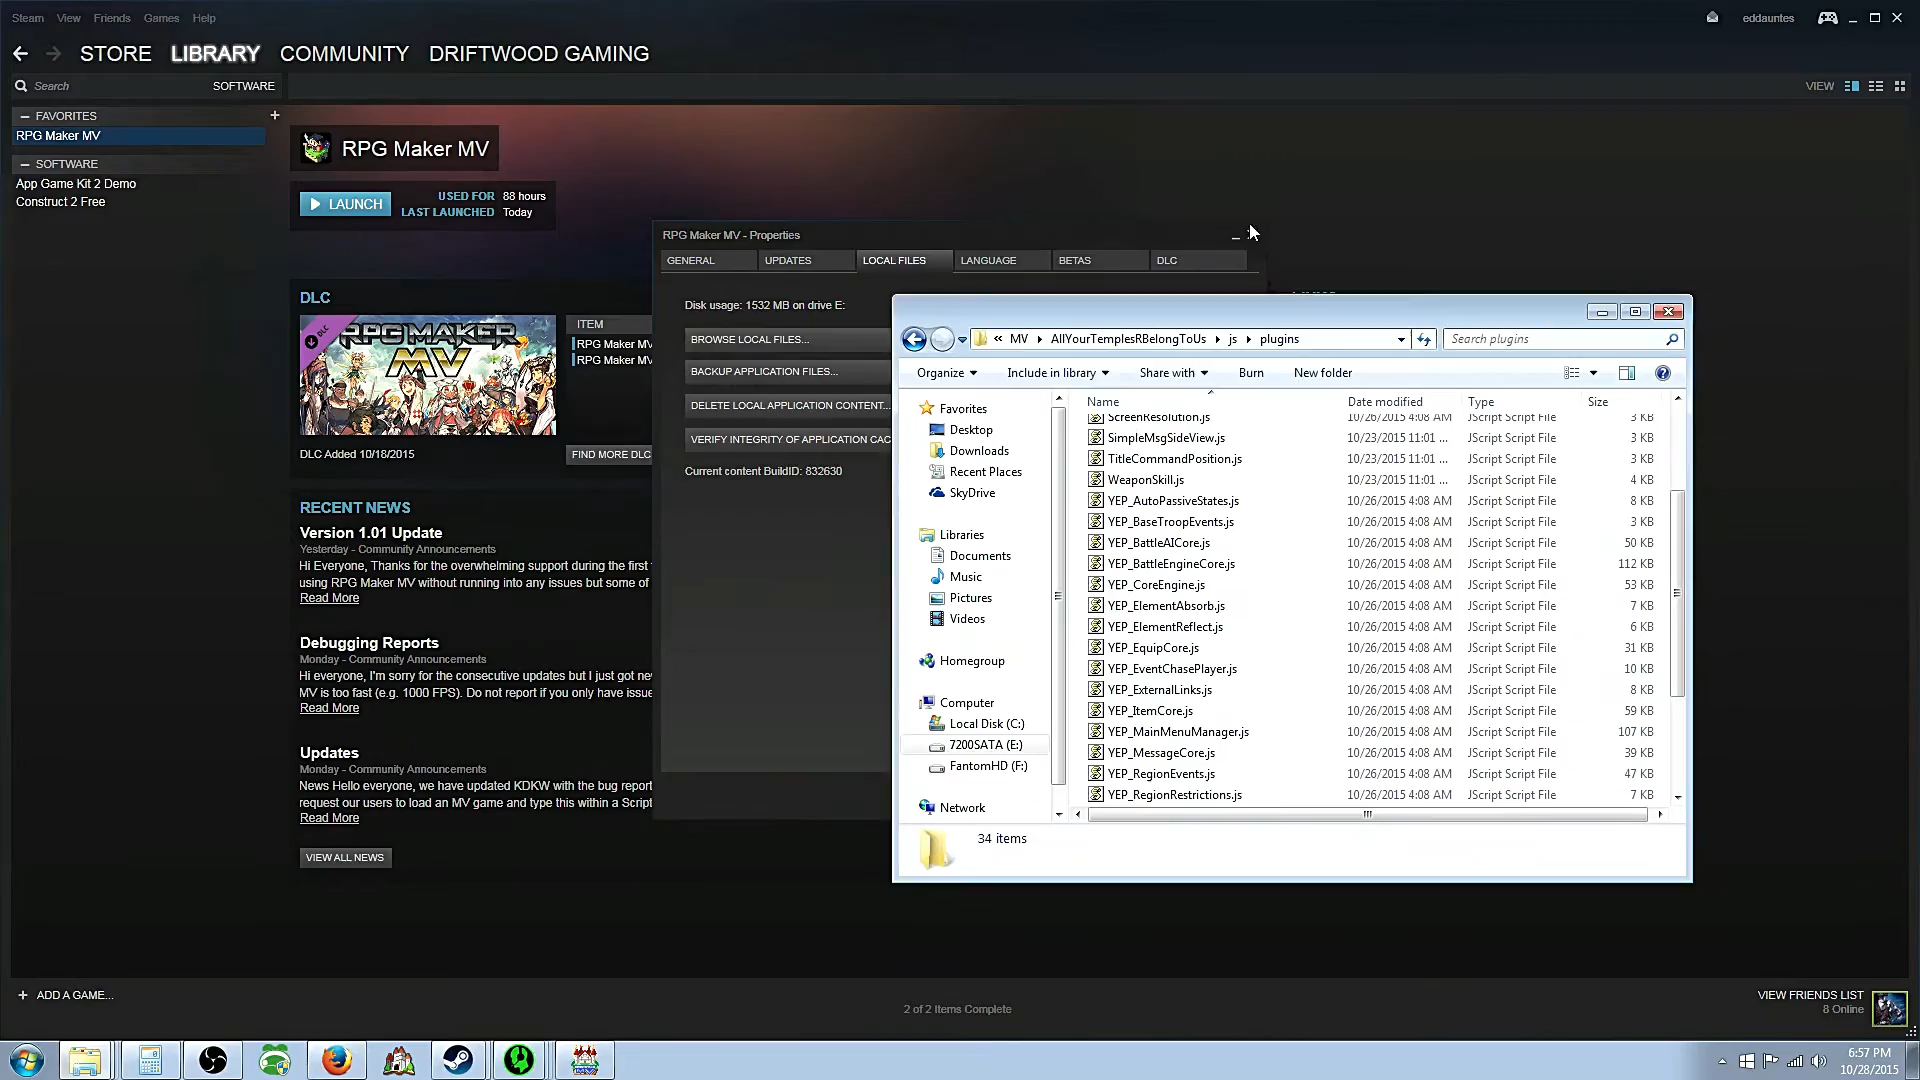 Steam View Friends Games Help
eddauntes
STORE LIBRARY COMMUNITY DRIFTWOOD GAMING
Search SOFTWARE
VIEW
FAVORITES
RPG Maker MV
SOFTWARE
App Game Kit 2 Demo
Construct 2 Free
RPG Maker MV
LAUNCH
USED FOR 88 hours
LAST LAUNCHED Today
DLC
DLC
RPG MAKER
MV
ITEM
RPG Maker MV
RPG Maker MV
DLC Added 10/18/2015
FIND MORE DLC
RECENT NEWS
Version 1.01 Update
Yesterday - Community Announcements
Hi Everyone, Thanks for the overwhelming support during the first
using RPG Maker MV without running into any issues but some of
Read More
Debugging Reports
Monday - Community Announcements
Hi everyone, I'm sorry for the consecutive updates but I just got
MV is too fast (e.g. 1000 FPS). Do not report if you only have
Read More
Updates
Monday - Community Announcements
News Hello everyone, we have updated KDKW with the bug
request our users to load an MV game and type this within a Script
Read More
VIEW ALL NEWS
RPG Maker MV - Properties
GENERAL UPDATES LOCAL FILES LANGUAGE BETAS DLC
Disk usage: 1532 MB on drive E:
BROWSE LOCAL FILES...
BACKUP APPLICATION FILES...
DELETE LOCAL APPLICATION CONTENT...
VERIFY INTEGRITY OF APPLICATION CAC
Current content BuildID: 832630
« MV AllYourTemplesRBelongToUs js plugins
Search plugins
Organize Include in library Share with Burn New folder
Favorites
Desktop
Downloads
Recent Places
SkyDrive
Libraries
Documents
Music
Pictures
Videos
Homegroup
Computer
Local Disk (C:)
7200SATA (E:)
FantomHD (F:)
Network
Name Date modified Type Size
ScreenResolution.js 10/26/2015 4:08 AM JScript Script File 3 KB
SimpleMsgSideView.js 10/23/2015 11:01 ... JScript Script File 3 KB
TitleCommandPosition.js 10/23/2015 11:01 ... JScript Script File 3 KB
WeaponSkill.js 10/23/2015 11:01 ... JScript Script File 4 KB
YEP_AutoPassiveStates.js 10/26/2015 4:08 AM JScript Script File 8 KB
YEP_BaseTroopEvents.js 10/26/2015 4:08 AM JScript Script File 3 KB
YEP_BattleAICore.js 10/26/2015 4:08 AM JScript Script File 50 KB
YEP_BattleEngineCore.js 10/26/2015 4:08 AM JScript Script File 112 KB
YEP_CoreEngine.js 10/26/2015 4:08 AM JScript Script File 53 KB
YEP_ElementAbsorb.js 10/26/2015 4:08 AM JScript Script File 7 KB
YEP_ElementReflect.js 10/26/2015 4:08 AM JScript Script File 6 KB
YEP_EquipCore.js 10/26/2015 4:08 AM JScript Script File 31 KB
YEP_EventChasePlayer.js 10/26/2015 4:08 AM JScript Script File 10 KB
YEP_ExternalLinks.js 10/26/2015 4:08 AM JScript Script File 8 KB
YEP_ItemCore.js 10/26/2015 4:08 AM JScript Script File 59 KB
YEP_MainMenuManager.js 10/26/2015 4:08 AM JScript Script File 107 KB
YEP_MessageCore.js 10/26/2015 4:08 AM JScript Script File 39 KB
YEP_RegionEvents.js 10/26/2015 4:08 AM JScript Script File 47 KB
YEP_RegionRestrictions.js 10/26/2015 4:08 AM JScript Script File 7 KB
34 items
+ ADD A GAME...
2 of 2 Items Complete
VIEW FRIENDS LIST
8 Online
6:57 PM
10/28/2015